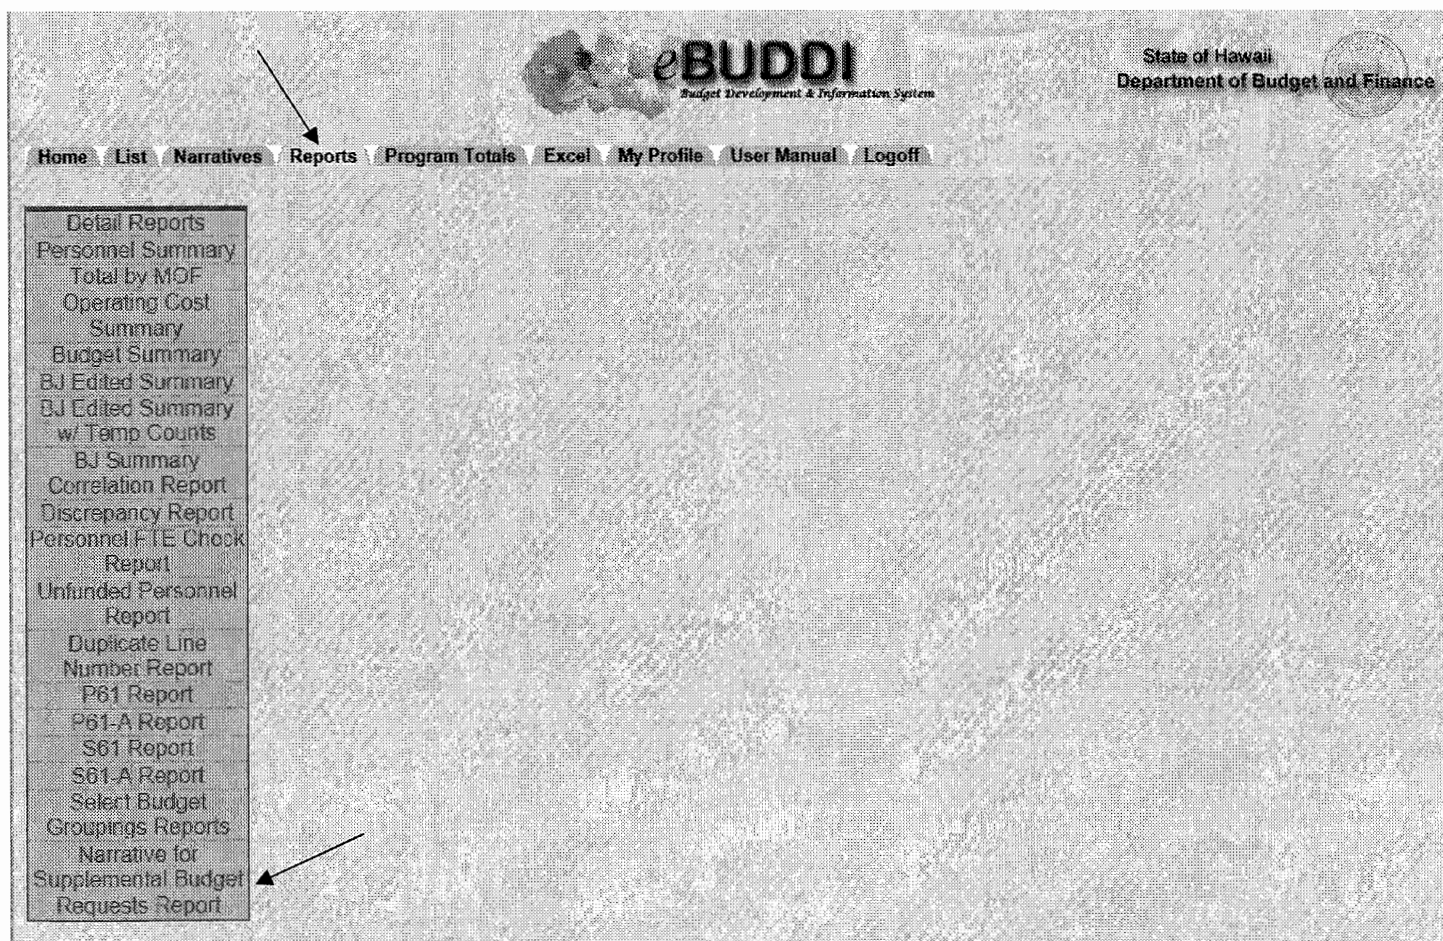 eBUDDI
Budget Development & Information System
State of Hawaii
Department of Budget and Finance
Home List Narratives Reports Program Totals Excel My Profile User Manual Logoff
Detail Reports
Personnel Summary
Total by MOF
Operating Cost
Summary
Budget Summary
BJ Edited Summary
BJ Edited Summary
w/ Temp Counts
BJ Summary
Correlation Report
Discrepancy Report
Personnel FTE Check
Report
Unfunded Personnel
Report
Duplicate Line
Number Report
P61 Report
P61-A Report
S61 Report
S61-A Report
Select Budget
Groupings Reports
Narrative for
Supplemental Budget
Requests Report